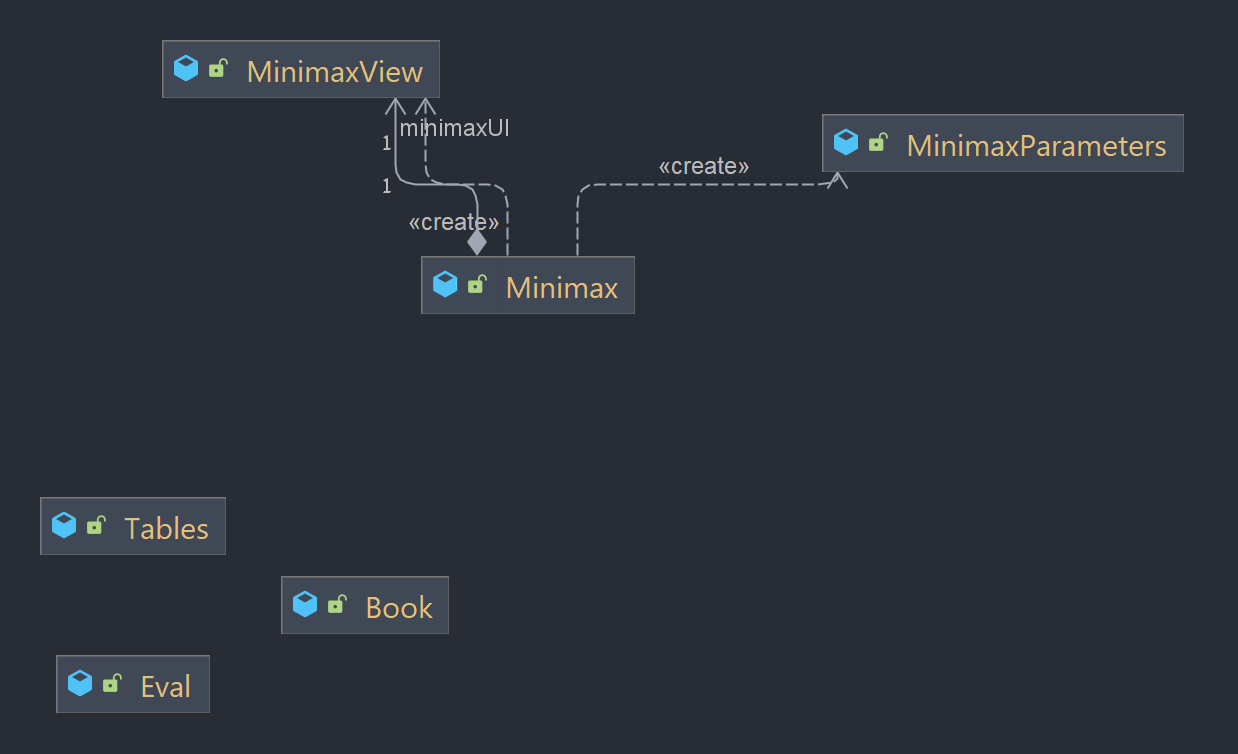 MinimaxView
minimaxUI
1
MinimaxParameters
«create»
1
«create»
Minimax
Tables
Book
Eval